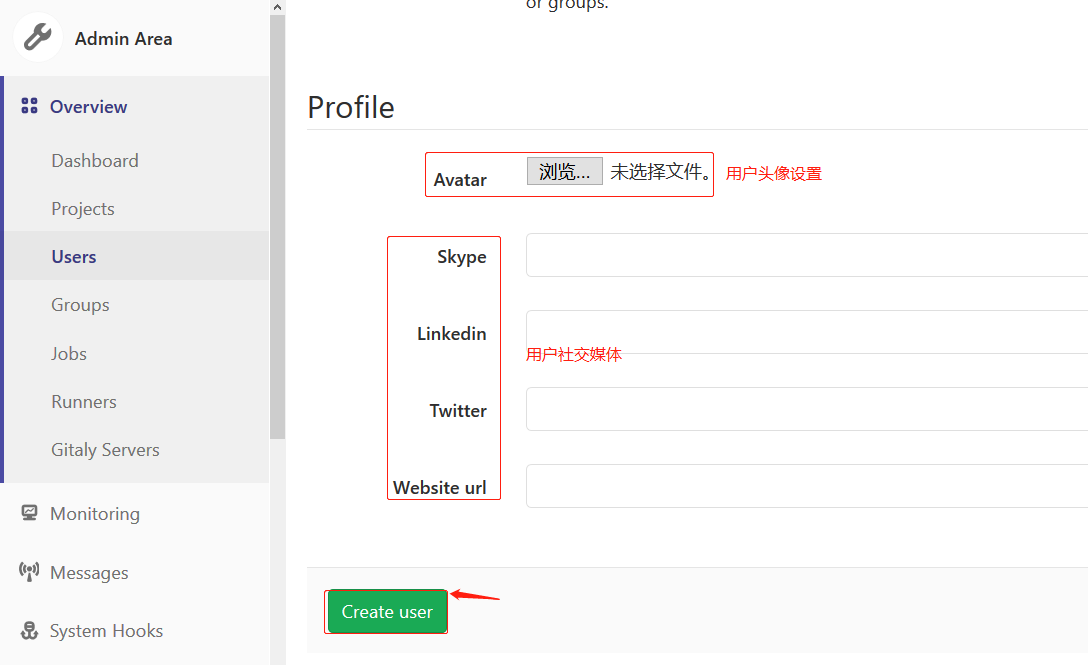 or groups.
Admin Area
Overview
Dashboard
Projects
Users
Groups
Jobs
Runners
Gitaly Servers
Monitoring
Messages
System Hooks
Profile
Avatar 浏览... 未选择文件。 用户头像设置
Skype
Linkedin
用户社交媒体
Twitter
Website url
Create user